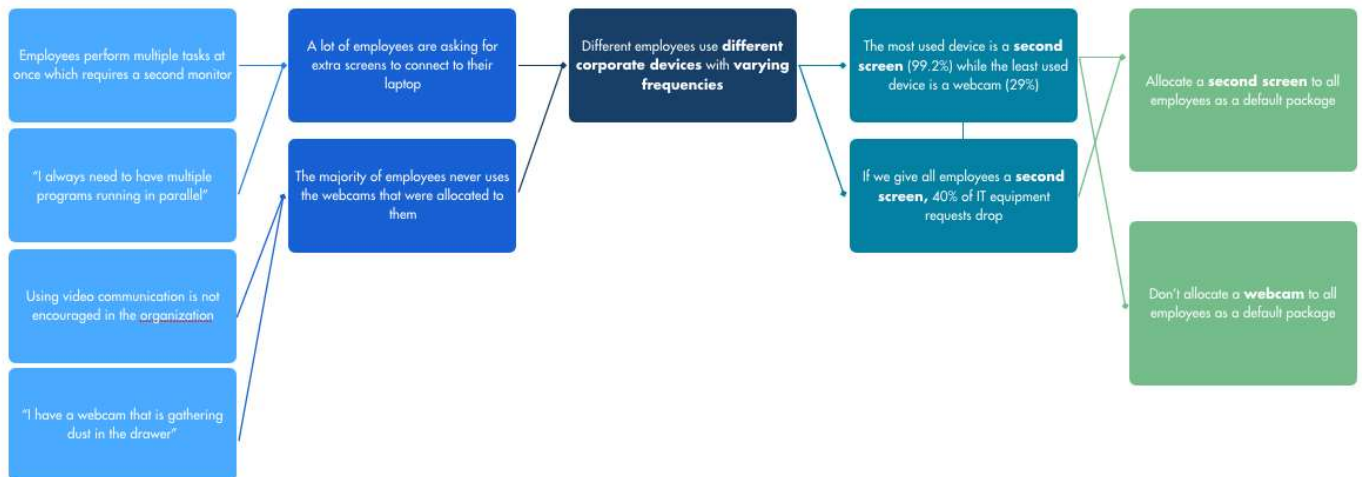 Employees perform multiple tasks at
once which requires a second monitor
"I always need to have multiple
programs running in parallel"
Using video communication is not
encouraged in the organization
"I have a webcam that is gathering
dust in the drawer"
A lot of employees are asking for
extra screens to connect to their
laptop
The majority of employees never uses
the webcams that were allocated to
them
Different employees use different
corporate devices with varying
frequencies
The most used device is a second
screen (99.2%) while the least used
device is a webcam (29%)
If we give all employees a second
screen, 40% of IT equipment
requests drop
Allocate a second screen to all
employees as a default package
Don't allocate a webcam to all
employees as a default package